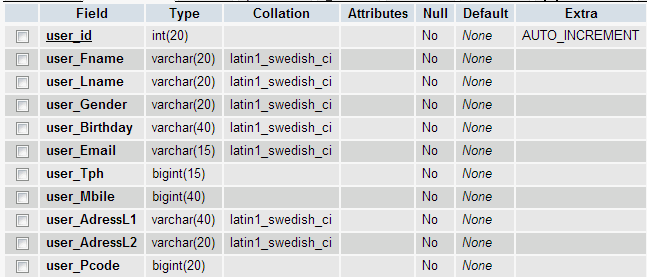 Field Type Collation Attributes Null Default Extra
user_id int(20) No None AUTO_INCREMENT
user_Fname varchar(20) latin1_swedish_ci No None
user_Lname varchar(20) latin1_swedish_ci No None
user_Gender varchar(20) latin1_swedish_ci No None
user_Birthday varchar(40) latin1_swedish_ci No None
user_Email varchar(15) latin1_swedish_ci No None
user_Tph bigint(15) No None
user_Mbile bigint(40) No None
user_AdressL1 varchar(40) latin1_swedish_ci No None
user_AdressL2 varchar(20) latin1_swedish_ci No None
user_Pcode bigint(20) No None